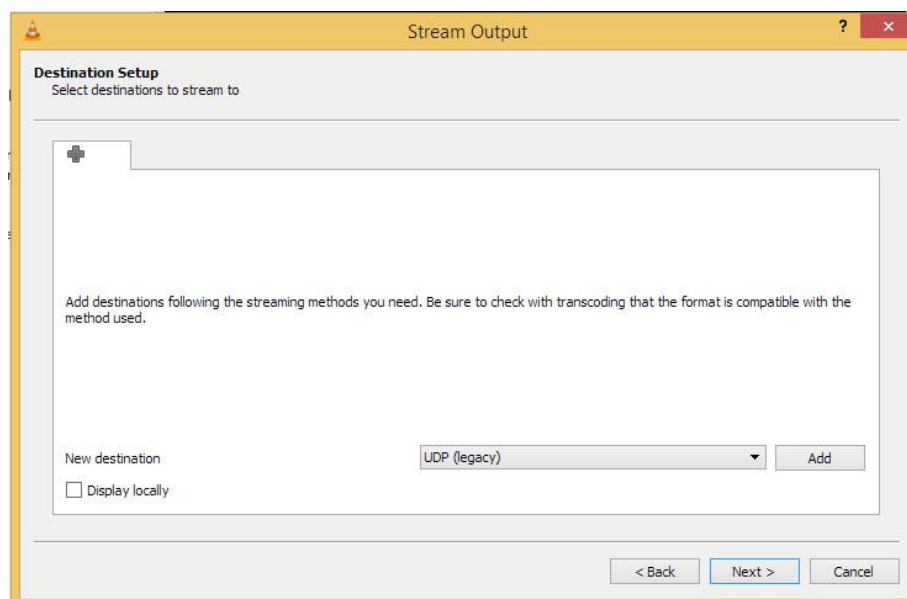 Stream Output
?
Destination Setup
Select destinations to stream to
Add destinations following the streaming methods you need. Be sure to check with transcoding that the format is compatible with the
method used.
New destination
UDP (legacy)
Add
Display locally
< Back
Next >
Cancel